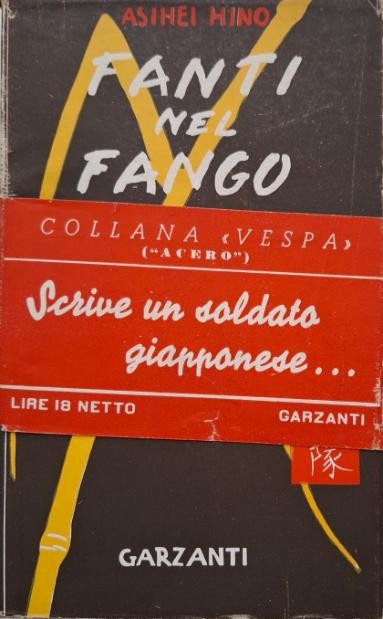 ASIHEI HINO
FANTI
NEL
FANGO
COLLANA «VESPA»
("ACERO")
Scrive un soldato
giapponese...
LIRE 18 NETTO
GARZANTI
隊
GARZANTI